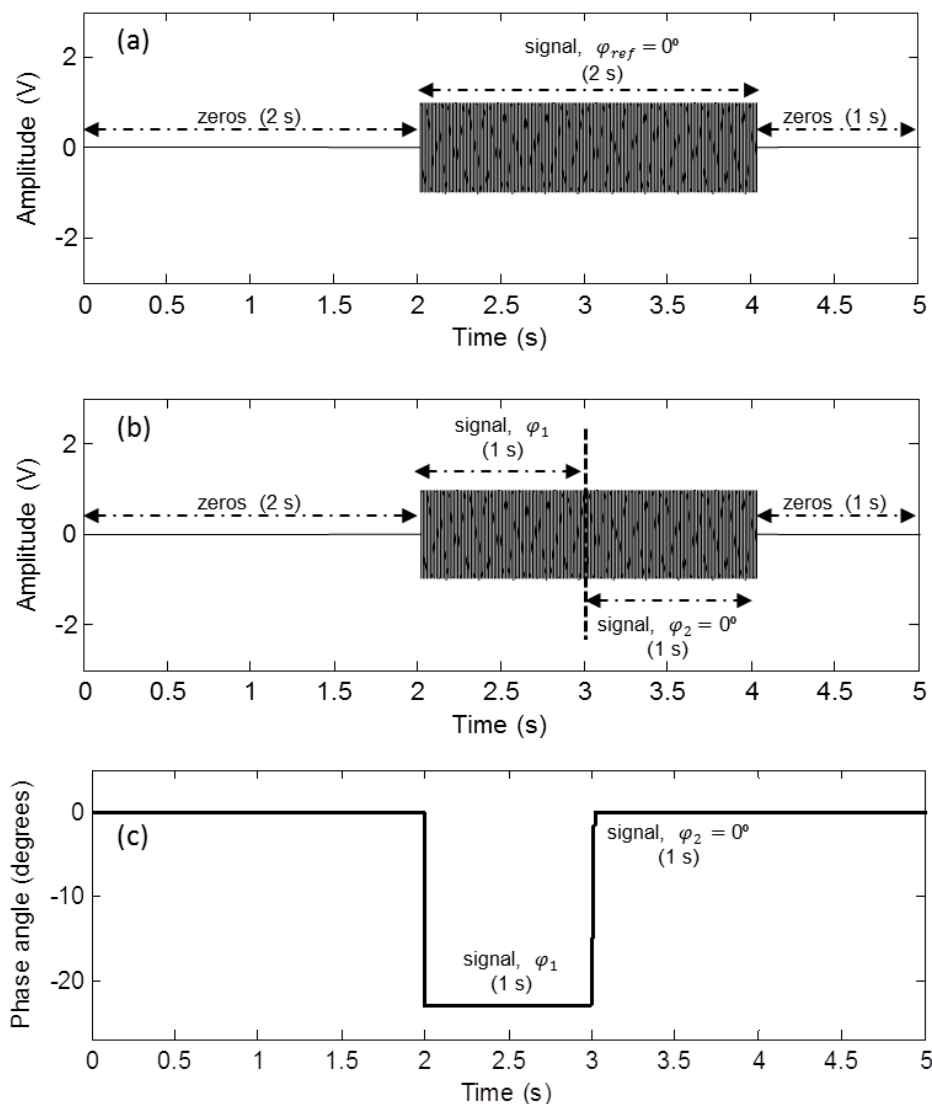 (a)
signal, φref = 0º
(2 s)
zeros (2 s)
zeros (1 s)
Amplitude (V)
2
0
-2
0 0.5 1 1.5 2 2.5 3 3.5 4 4.5 5
Time (s)
(b)
signal, φ1
(1 s)
zeros (2 s)
zeros (1 s)
signal, φ2 = 0º
(1 s)
Amplitude (V)
2
0
-2
0 0.5 1 1.5 2 2.5 3 3.5 4 4.5 5
Time (s)
(c)
signal, φ2 = 0º
(1 s)
signal, φ1
(1 s)
Phase angle (degrees)
0
-10
-20
0 0.5 1 1.5 2 2.5 3 3.5 4 4.5 5
Time (s)